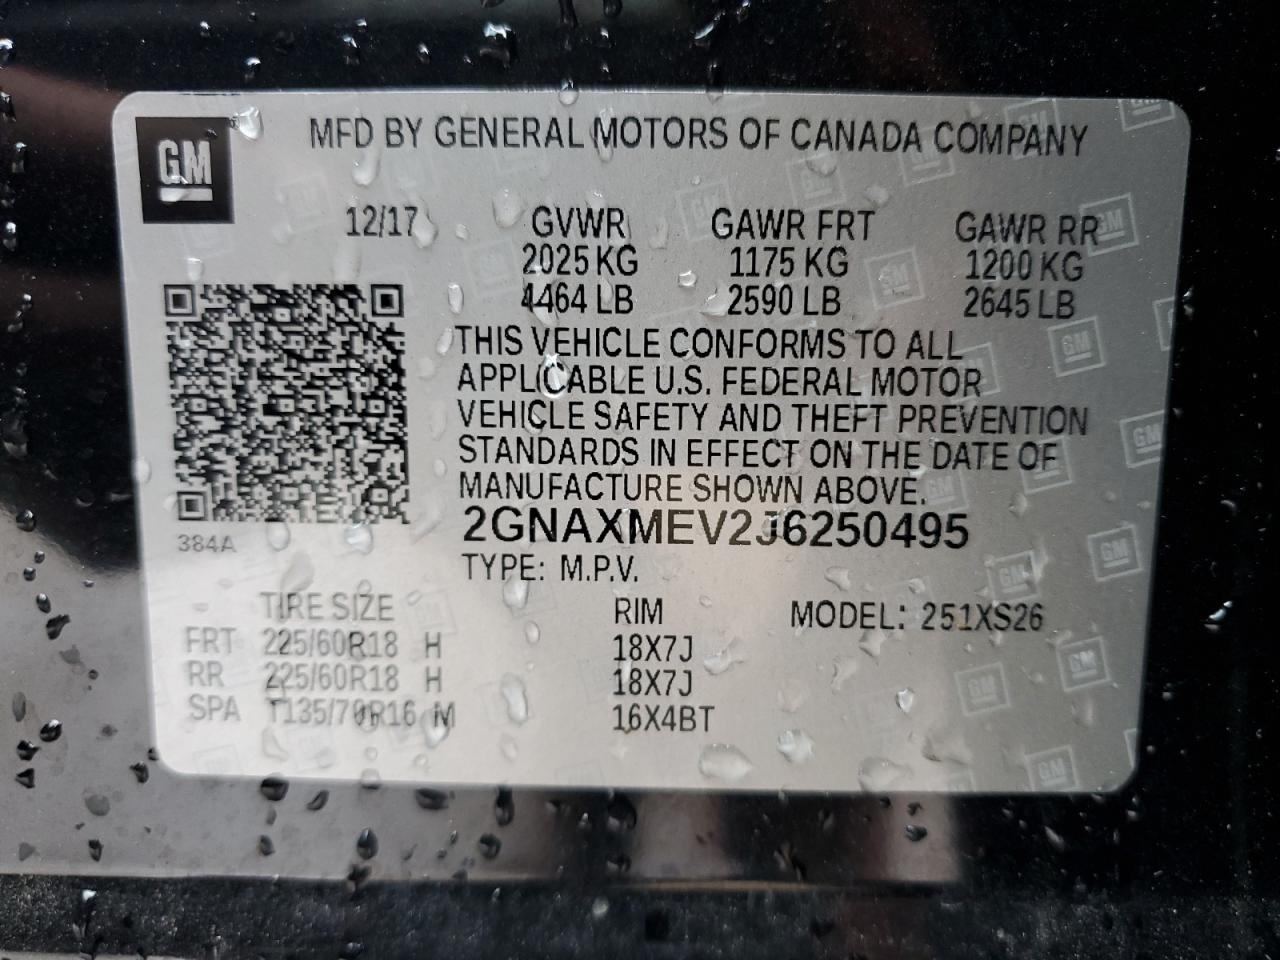 GM
MFD BY GENERAL MOTORS OF CANADA COMPANY
12/17 GVWR GAWR FRT GAWR RR
2025 KG 1175 KG 1200 KG
4464 LB 2590 LB 2645 LB
THIS VEHICLE CONFORMS TO ALL
APPLICABLE U.S. FEDERAL MOTOR
VEHICLE SAFETY AND THEFT PREVENTION
STANDARDS IN EFFECT ON THE DATE OF
MANUFACTURE SHOWN ABOVE.
2GNAXMEV2J6250495
384A
TYPE: M.P.V.
TIRE SIZE RIM MODEL: 251XS26
FRT 225/60R18 H 18X7J
RR 225/60R18 H 18X7J
SPA T135/70R16 M 16X4BT